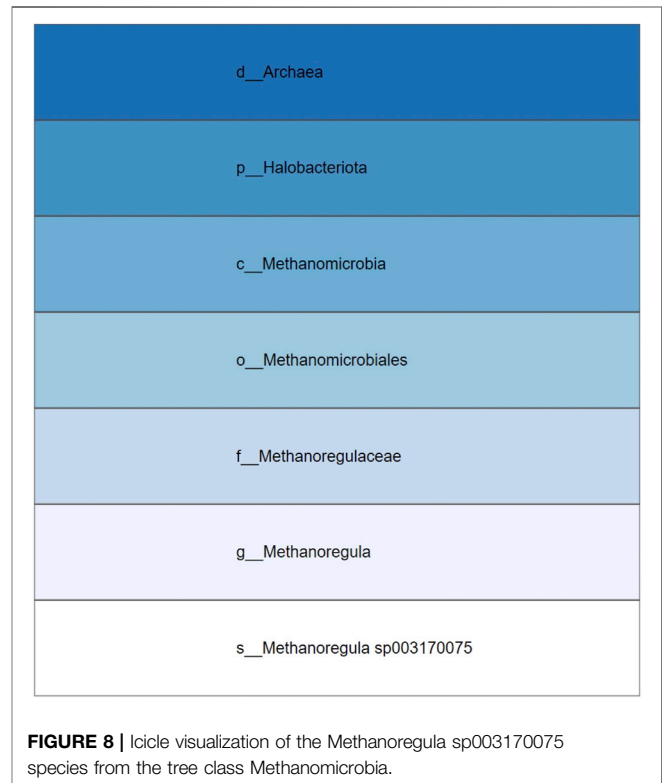 d__Archaea
p__Halobacteriota
c__Methanomicrobia
o__Methanomicrobiales
f__Methanoregulaceae
g__Methanoregula
s__Methanoregula sp003170075
FIGURE 8 | Icicle visualization of the Methanoregula sp003170075
species from the tree class Methanomicrobia.